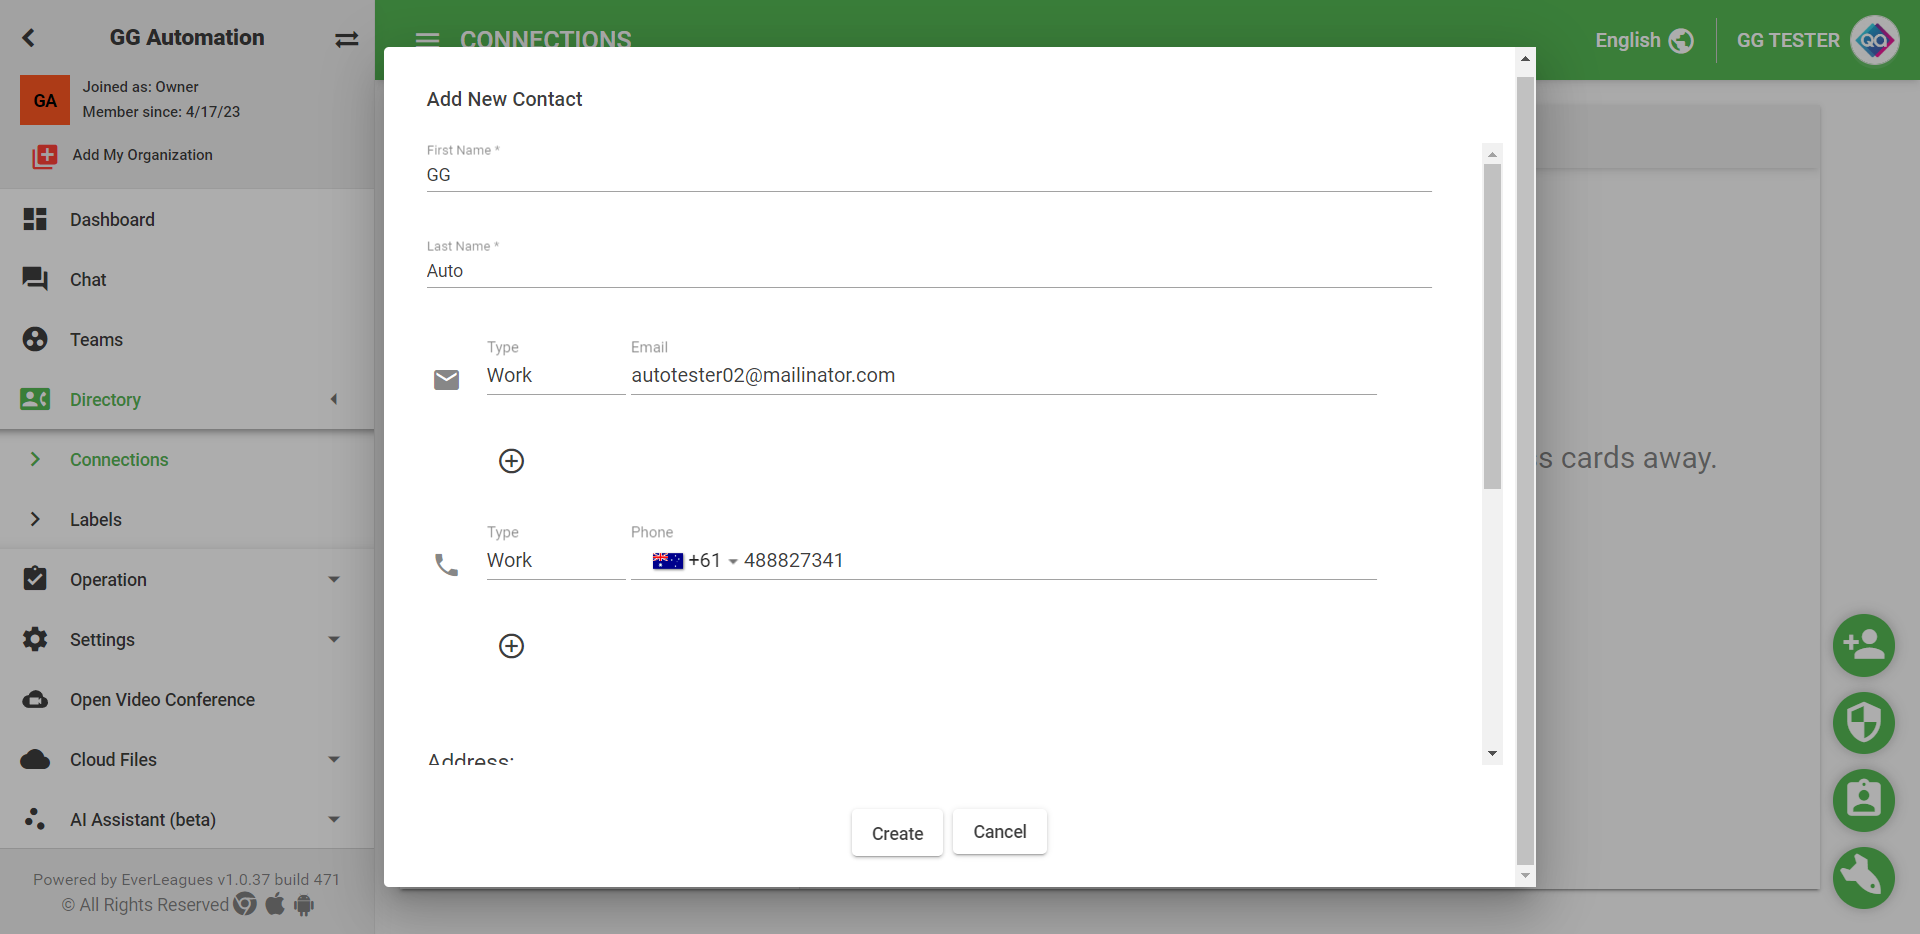 GG Automation
GA
Joined as: Owner
Member since: 4/17/23
Add My Organization
Dashboard
Chat
Teams
Directory
Connections
Labels
Operation
Settings
Open Video Conference
Cloud Files
AI Assistant (beta)
Powered by EverLeagues v1.0.37 build 471
© All Rights Reserved
CONNECTIONS
English
GG TESTER
QA
Add New Contact
First Name *
GG
Last Name *
Auto
Type
Email
Work
autotester02@mailinator.com
Type
Phone
Work
+61
488827341
Address:
Create
Cancel
s cards away.